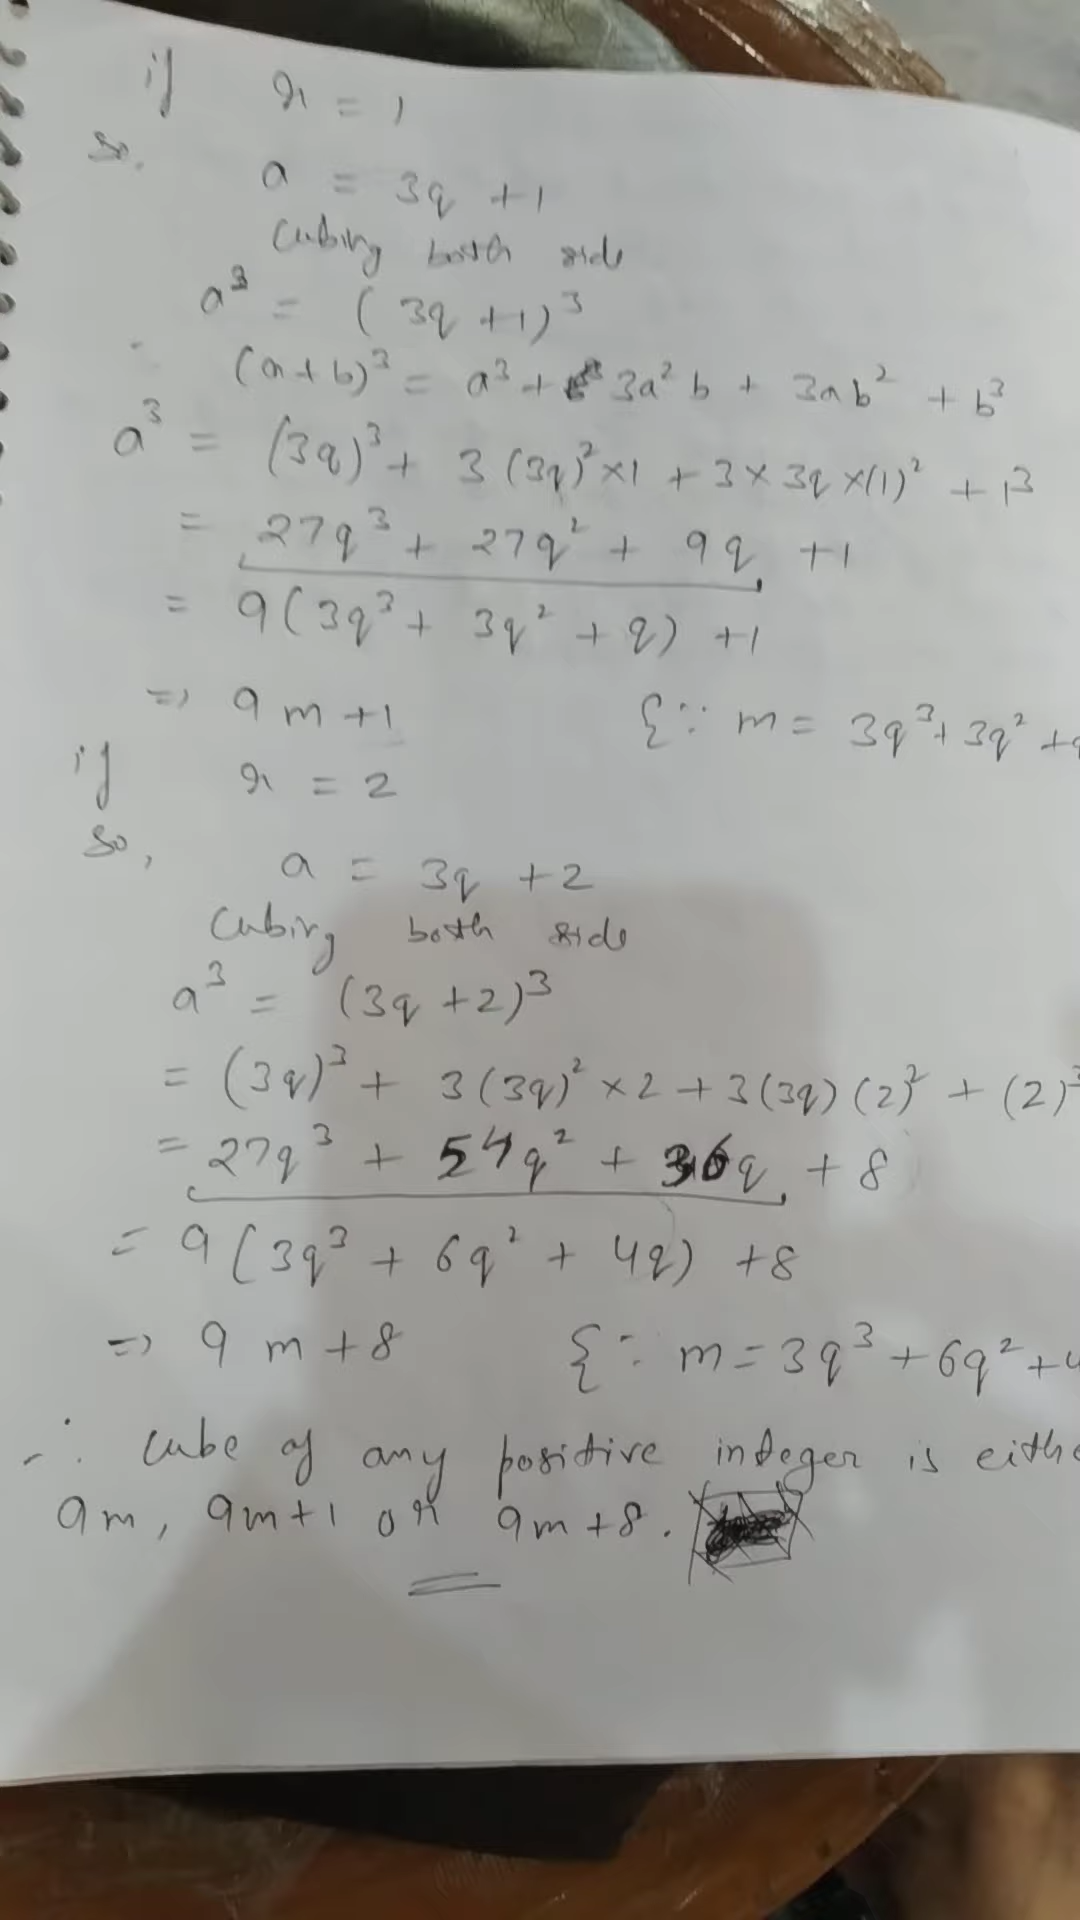 if r = 1
so,
a = 3q + 1
Cubing both side
a³ = (3q +1)³
(a+b)³ = a³ + 3a²b + 3ab² + b³
a³ = (3q)³ + 3(3q)²×1 + 3×3q×(1)² + 1³
= 27q³ + 27q² + 9q +1
= 9(3q³ + 3q² + q) +1
=> 9m+1 {∵ m = 3q³+3q²+q
if r = 2
So,
a = 3q +2
Cubing both side
a³ = (3q +2)³
= (3q)³ + 3(3q)²×2 + 3(3q)(2)² + (2)³
= 27q³ + 54q² + 36q + 8
= 9(3q³ + 6q² + 4q) +8
=> 9m+8 {∵ m=3q³+6q²+4
∴ cube of any positive integer is eithe
9m, 9m+1 or 9m+8.